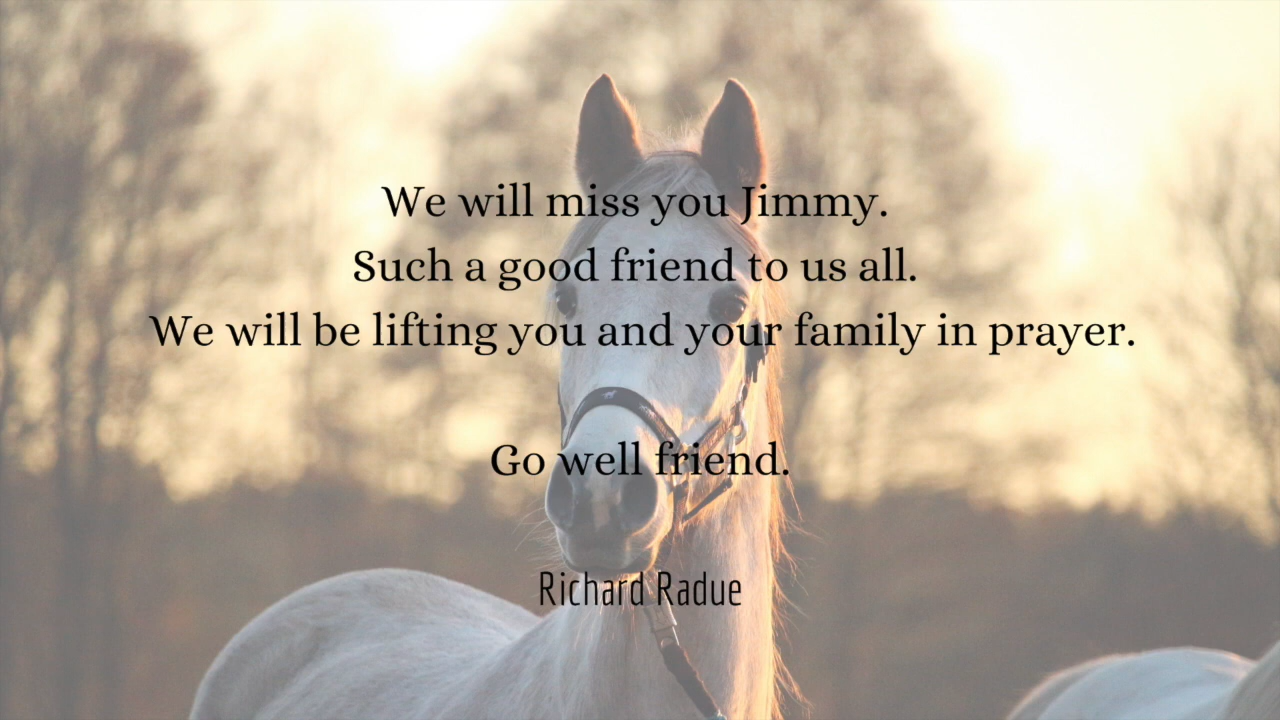 We will miss you Jimmy.
Such a good friend to us all.
We will be lifting you and your family in prayer.
Go well friend.
Richard Radue